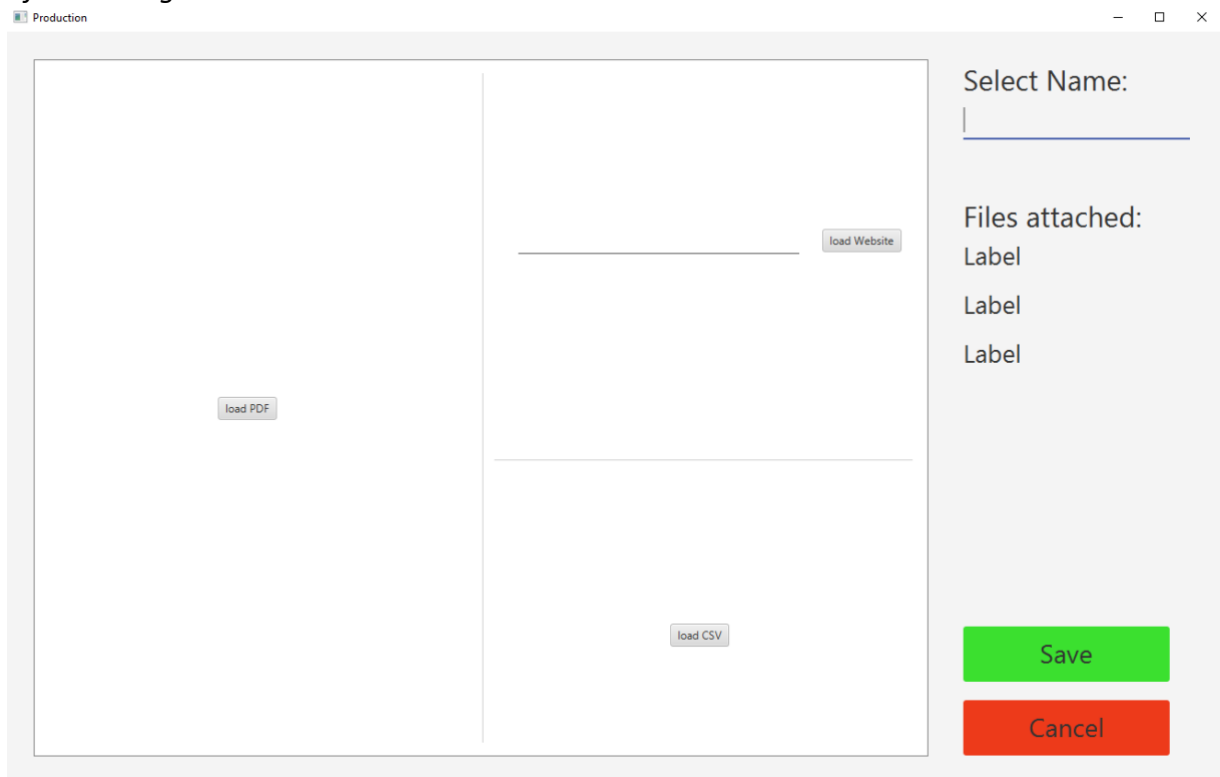 Production
Select Name:
load Website
Files attached:
Label
Label
Label
load PDF
load CSV
Save
Cancel